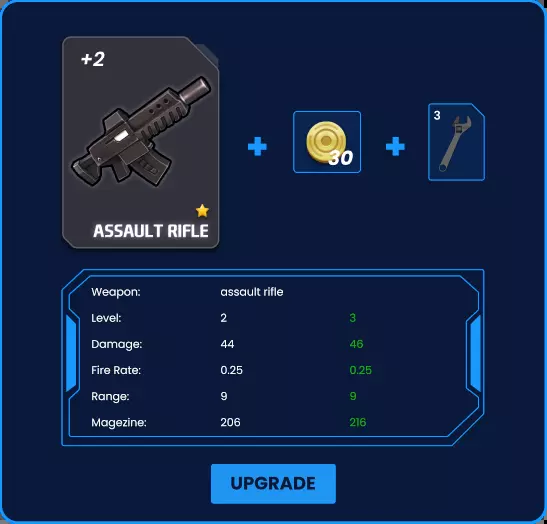 +2
ASSAULT RIFLE
30
3
Weapon: assault rifle
Level: 2 3
Damage: 44 46
Fire Rate: 0.25 0.25
Range: 9 9
Magezine: 206 216
UPGRADE